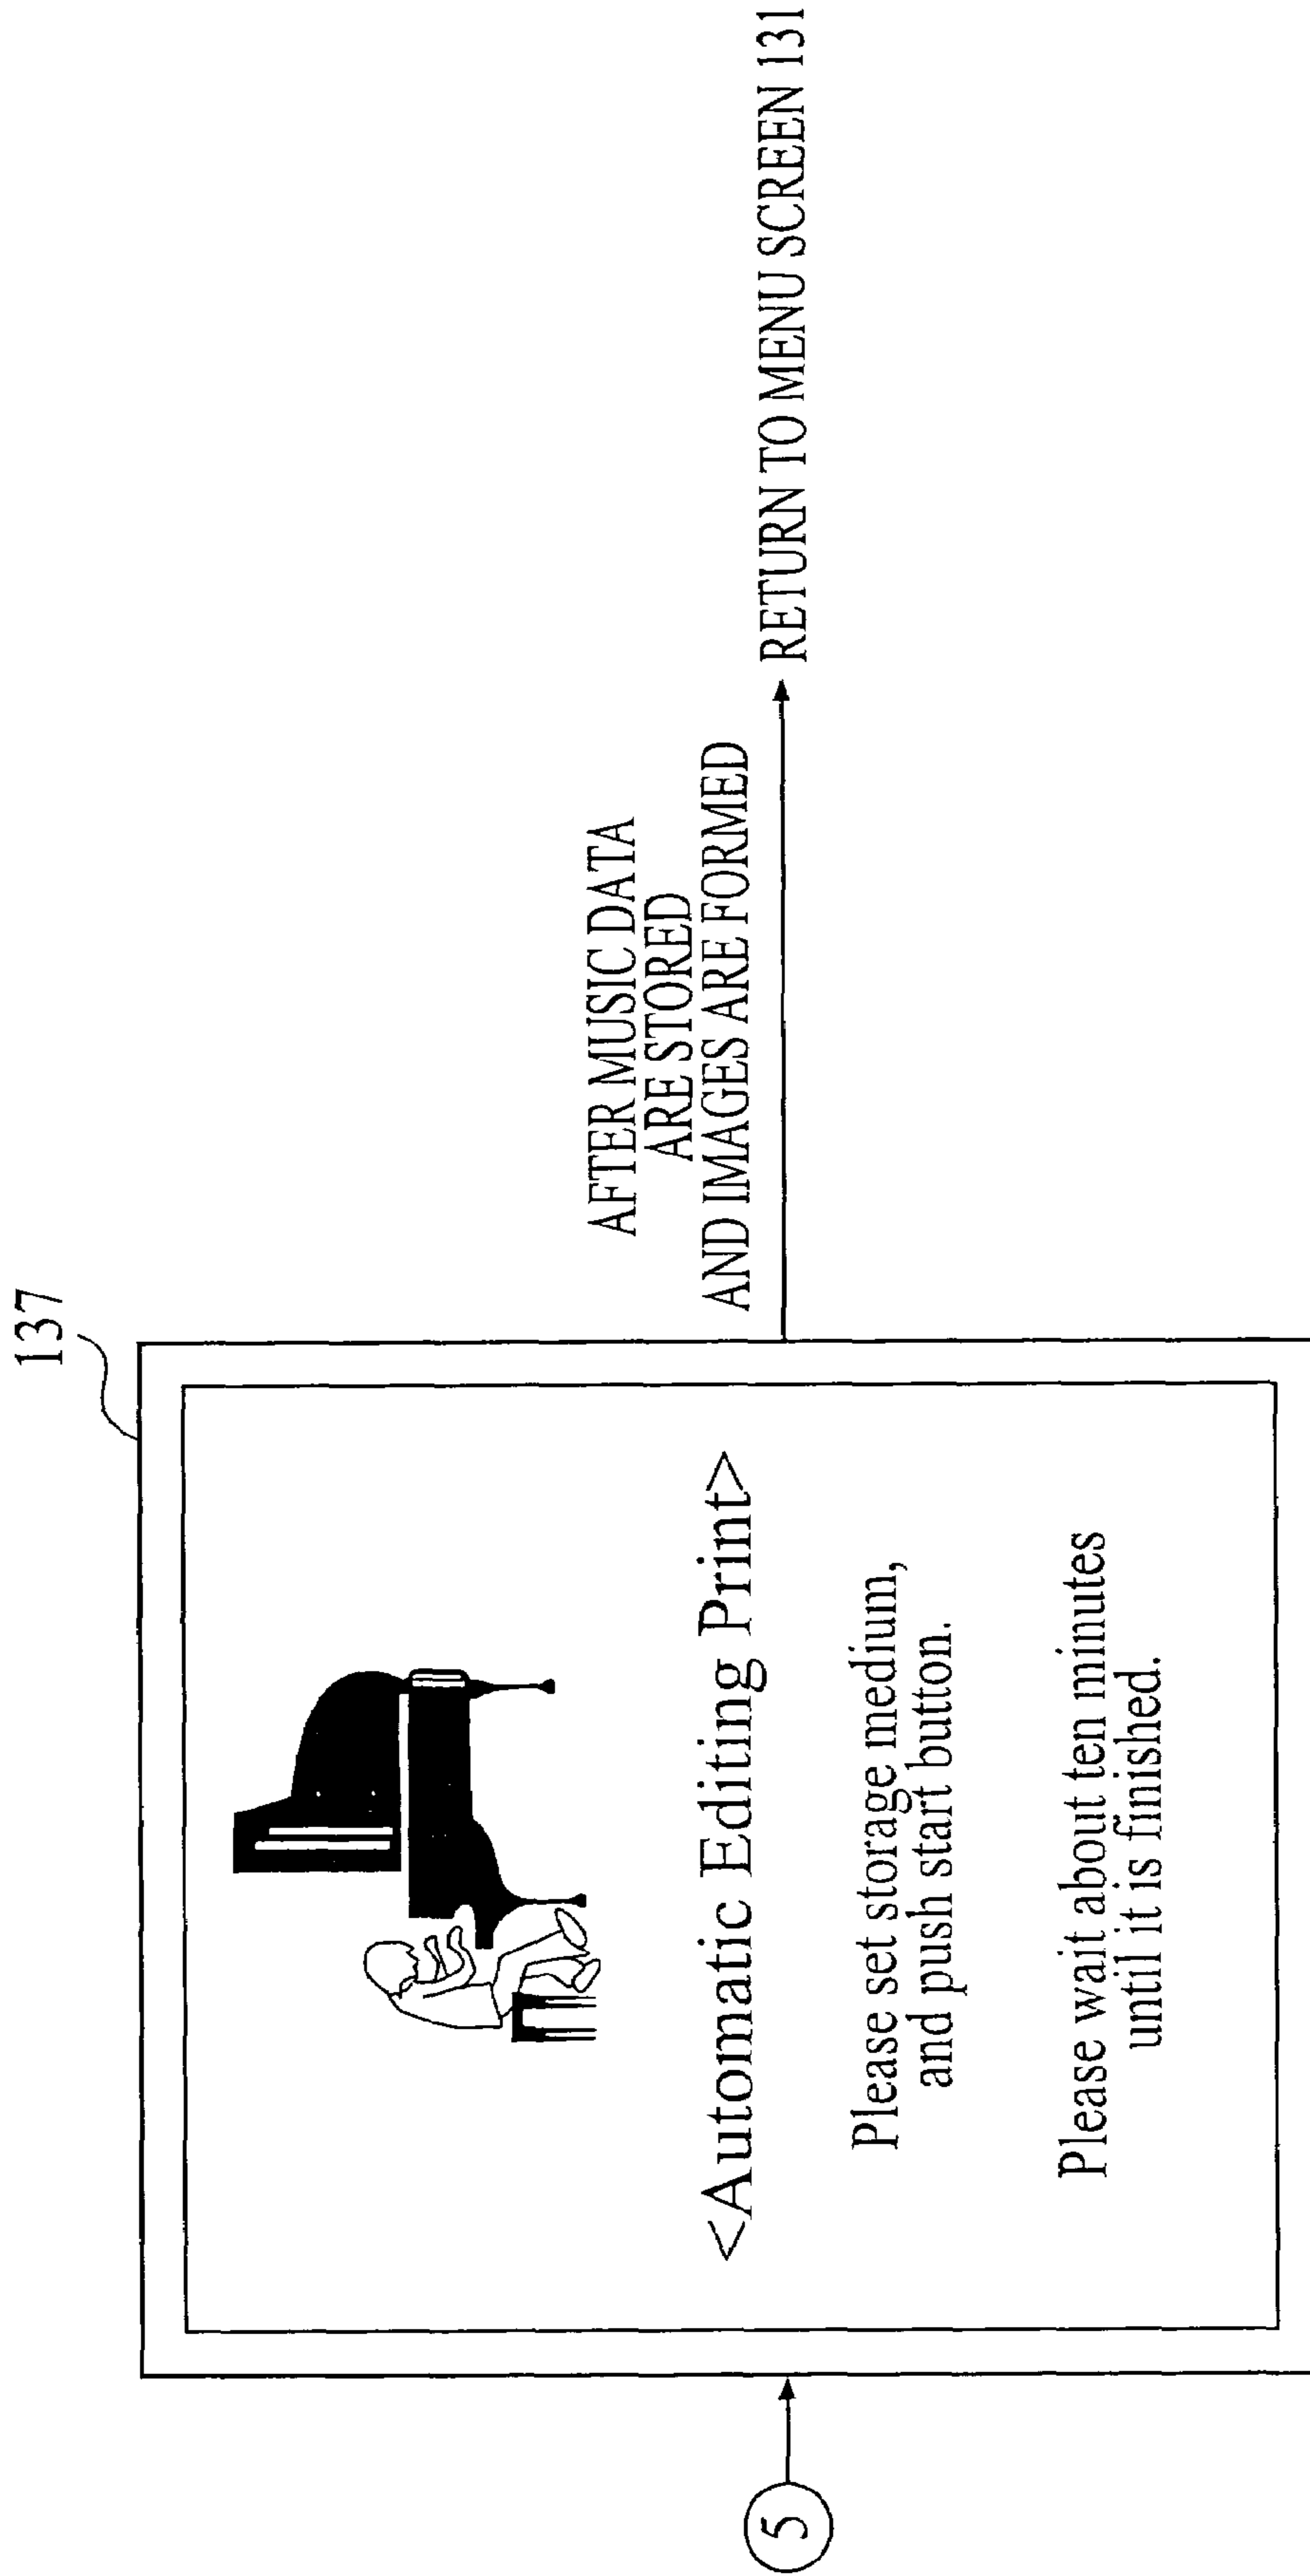 137
<Automatic Editing Print>
Please set storage medium,
and push start button.
Please wait about ten minutes
until it is finished.
5
AFTER MUSIC DATA
ARE STORED
AND IMAGES ARE FORMED
RETURN TO MENU SCREEN 131